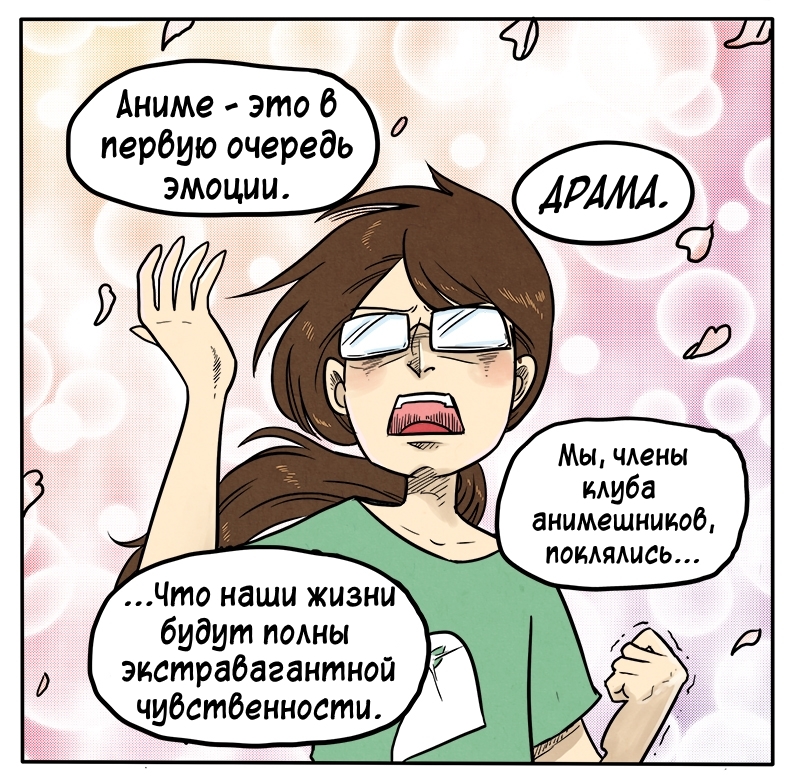 Аниме - это в
первую очередь
эмоции.
ДРАМА.
Мы, члены
клуба
анимешников,
поклялись...
...Что наши жизни
будут полны
экстравагантной
чувственности.